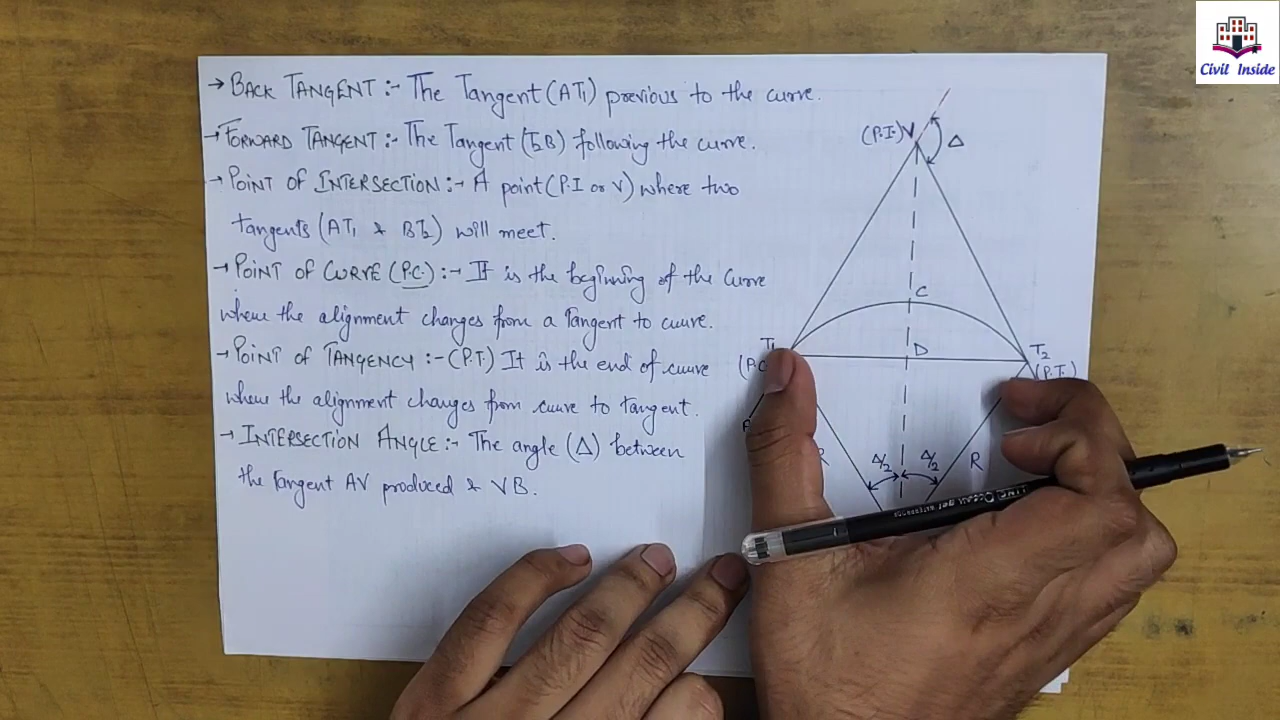 → BACK TANGENT :- The Tangent (AT1) previous to the curve.
→ FORWARD TANGENT :- The Tangent (T2B) following the curve.
→ POINT OF INTERSECTION :- A point (P.I or V) where two
tangents (AT1 & BT2) will meet.
→ POINT OF CURVE (P.C.) :- It is the beginning of the Curve
where the alignment changes from a Tangent to curve.
→ POINT OF TANGENCY :- (P.T.) It is the end of curve
where the alignment changes from curve to tangent.
→ INTERSECTION ANGLE :- The angle (Δ) between
the Tangent AV produced & VB.
(P.I.) V
Δ
C
D
T2
(P.T.)
Δ/2
Δ/2
R
Civil Inside